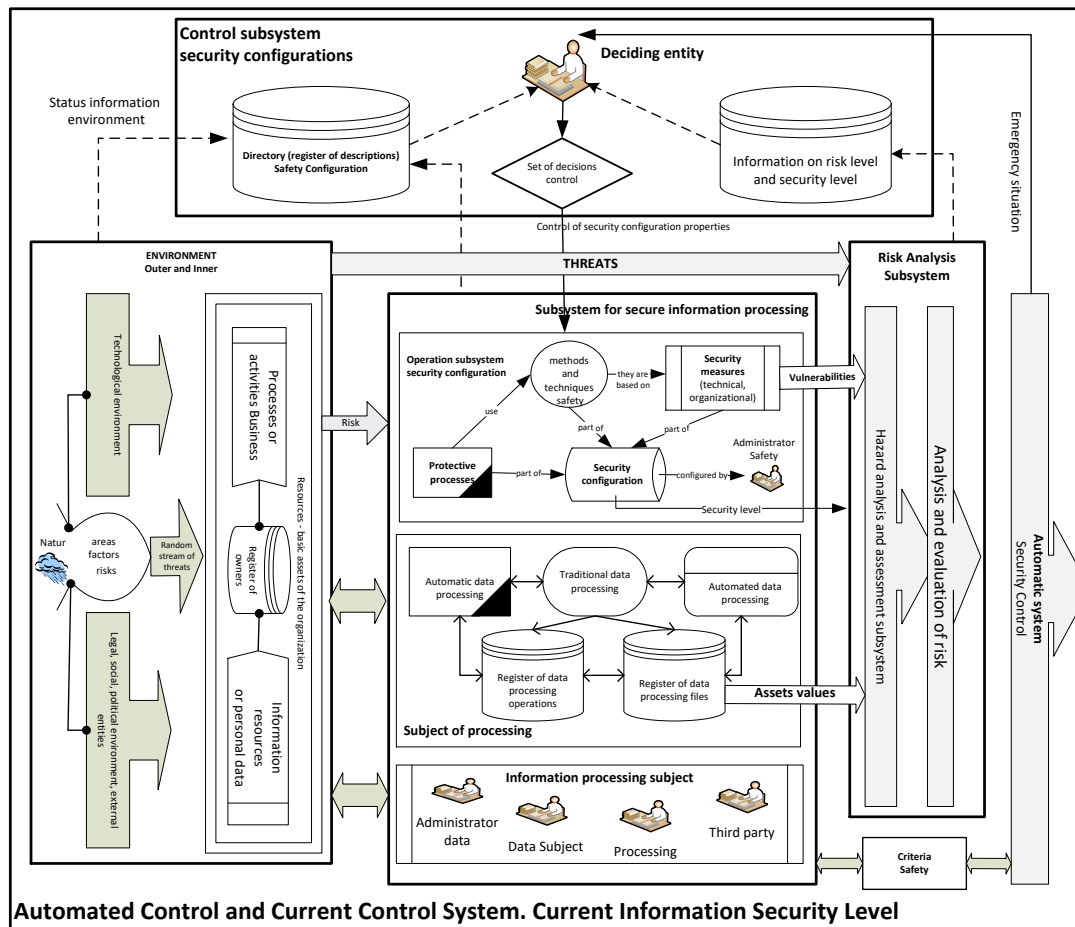 Control subsystem
security configurations
Deciding entity
Status information
environment
Directory (register of descriptions)
Safety Configuration
Set of decisions
control
Information on risk level
and security level
Emergency situation
Control of security configuration properties
ENVIRONMENT
Outer and Inner
THREATS
Risk Analysis
Subsystem
Technological environment
Natur
areas
factors
risks
Random
stream of
threats
Legal, social, political environment, external
entities
Processes or
activities Business
Register of
owners
Information
resources
or personal data
Resources - basic assets of the organization
Risk
Subsystem for secure information processing
Operation subsystem
security configuration
methods and
techniques
safety
they are
based on
Security
measures
(technical,
organizational)
Vulnerabilities
use
part of
part of
Protective
processes
part of
Security
configuration
configured by
Administrator
Safety
Security level
Automatic data
processing
Traditional data
processing
Automated data
processing
Register of data
processing
operations
Register of data
processing files
Assets values
Subject of processing
Information processing subject
Administrator
data
Data Subject
Processing
Third party
Hazard analysis and assessment subsystem
Analysis and evaluation of
risk
Automatic system
Security Control
Criteria
Safety
Automated Control and Current Control System. Current Information Security Level